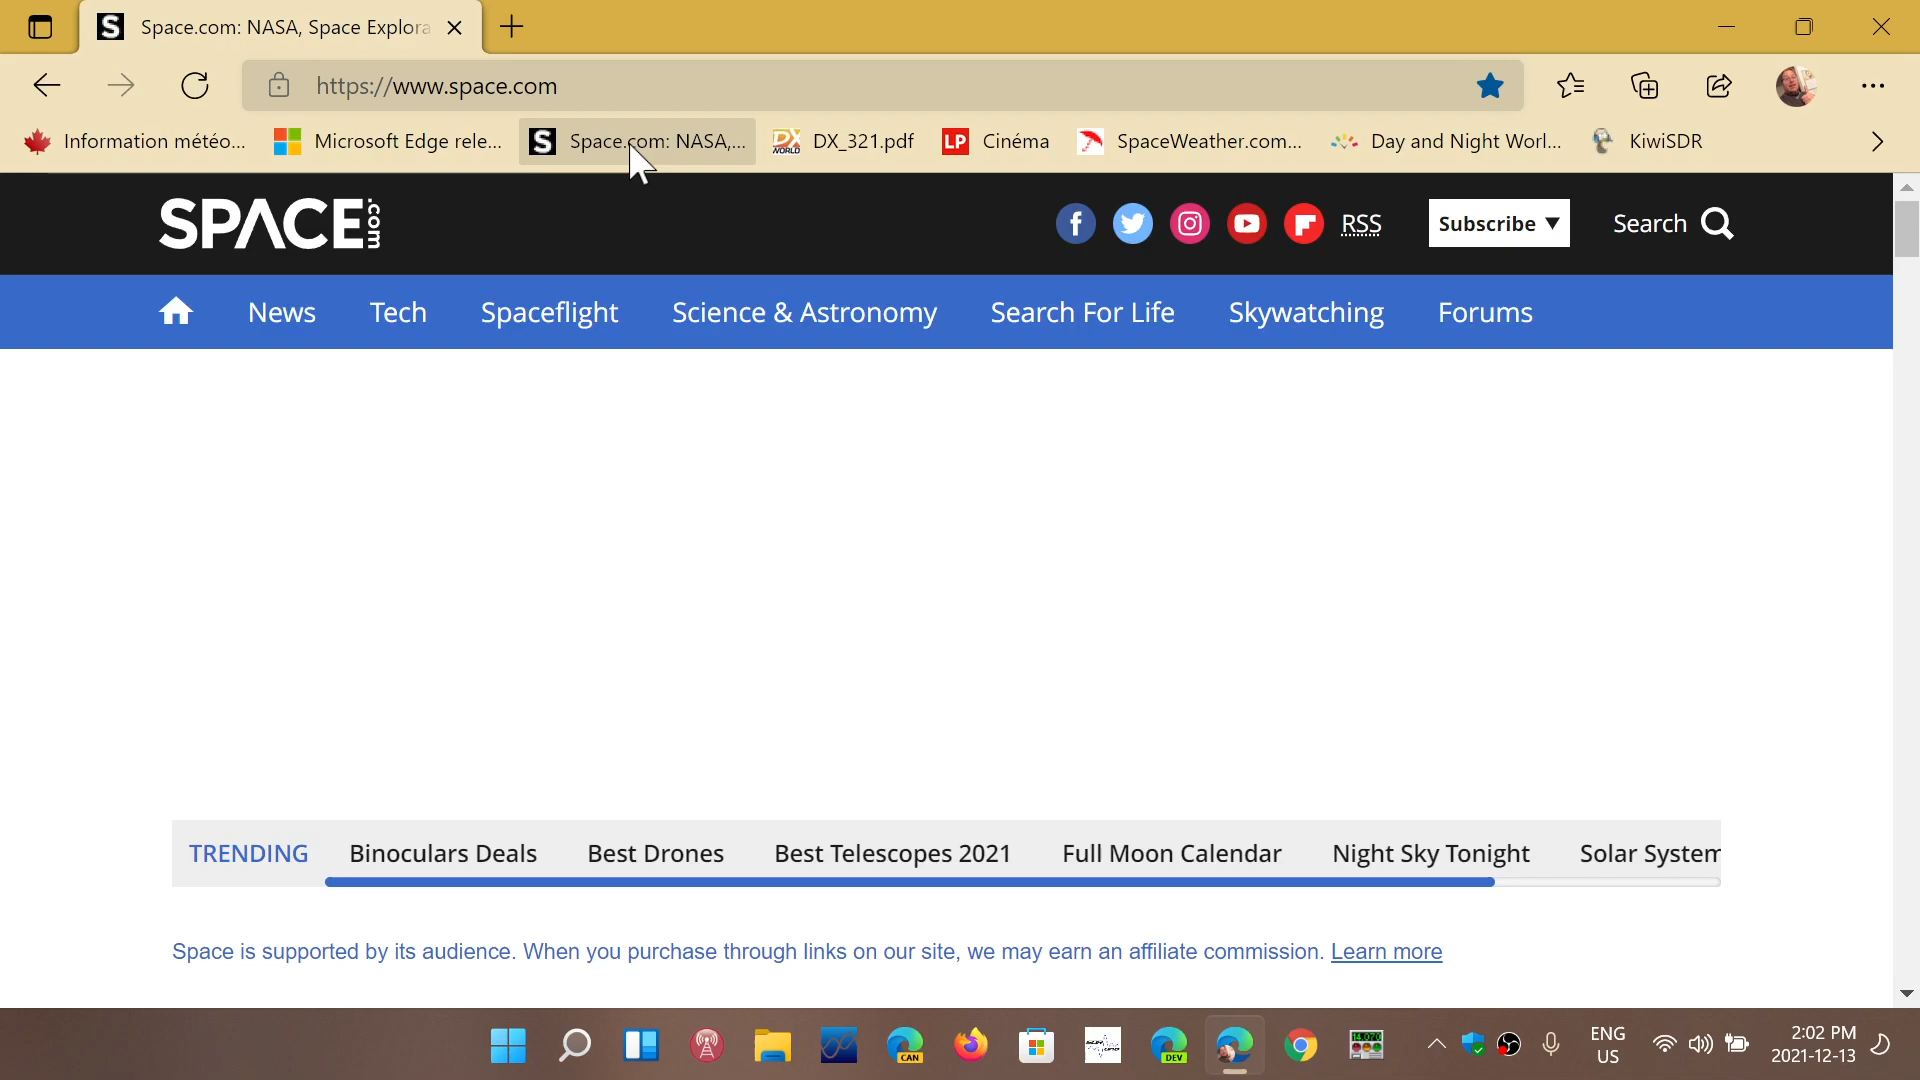 Space.com: NASA, Space Explora
https://www.space.com
Information météo... Microsoft Edge rele... Space.com: NASA,... DX_321.pdf Cinéma SpaceWeather.com... Day and Night Worl... KiwiSDR
SPACE.com RSS Subscribe ▼ Search
News Tech Spaceflight Science & Astronomy Search For Life Skywatching Forums
TRENDING Binoculars Deals Best Drones Best Telescopes 2021 Full Moon Calendar Night Sky Tonight Solar System
Space is supported by its audience. When you purchase through links on our site, we may earn an affiliate commission. Learn more
CAN DEV ENG 2:02 PM
US 2021-12-13